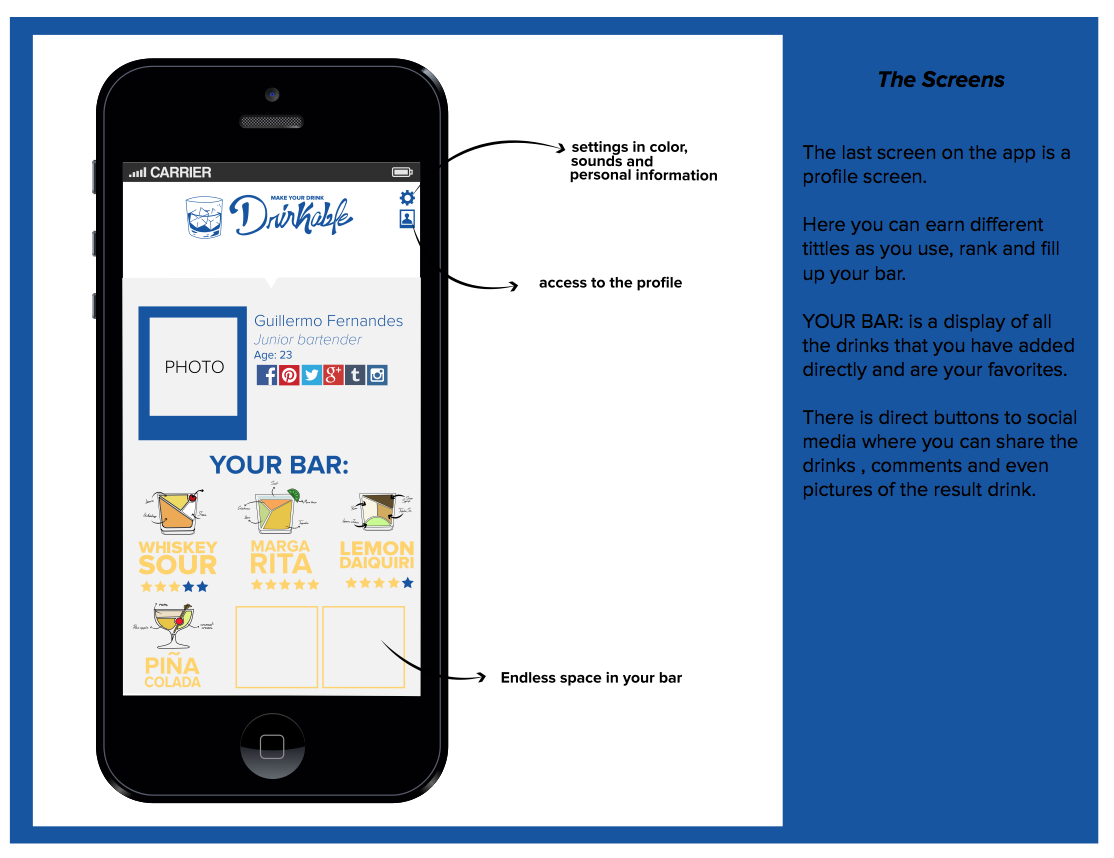 The Screens
The last screen on the app is a
profile screen.
Here you can earn different
tittles as you use, rank and fill
up your bar.
YOUR BAR: is a display of all
the drinks that you have added
directly and are your favorites.
There is direct buttons to social
media where you can share the
drinks , comments and even
pictures of the result drink.
settings in color,
sounds and
personal information
access to the profile
Endless space in your bar
CARRIER
MAKE YOUR DRINK
Drinkable
PHOTO
Guillermo Fernandes
Junior bartender
Age: 23
f g+ t
YOUR BAR:
WHISKEY
SOUR
MARGA
RITA
LEMON
DAIQUIRI
PIÑA
COLADA